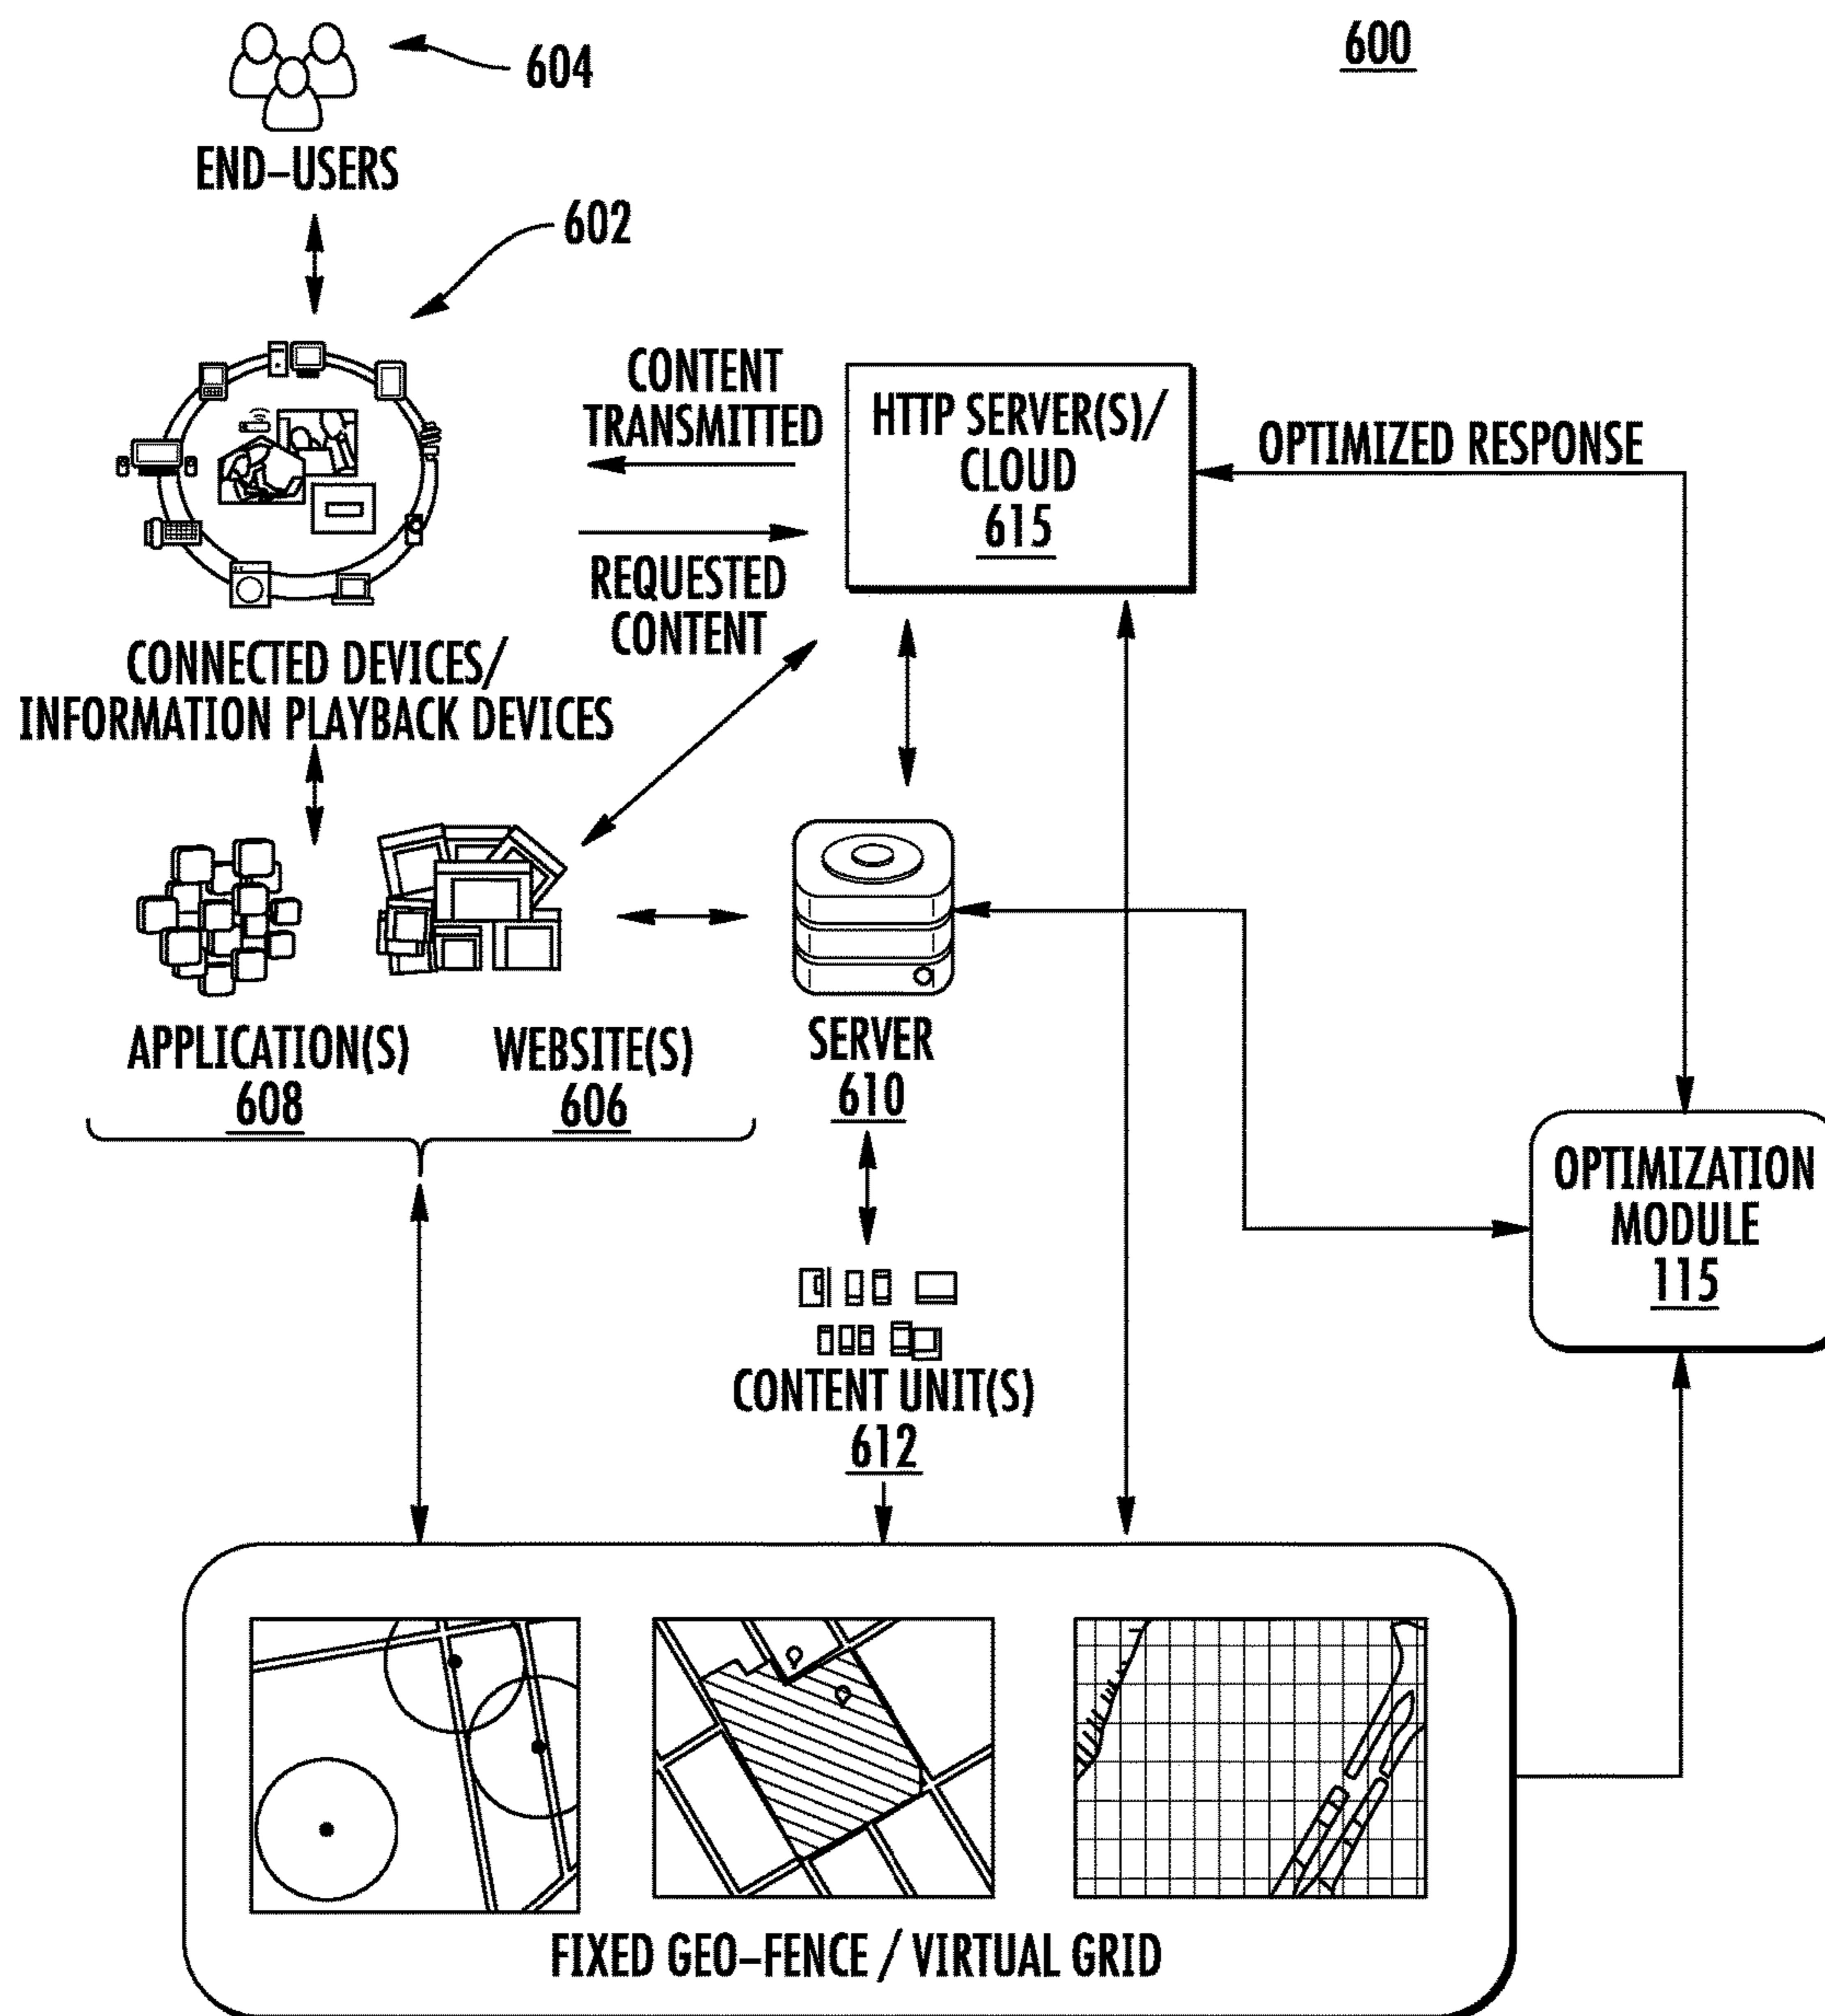 600
604
END–USERS
602
CONTENT
TRANSMITTED
HTTP SERVER(S)/
CLOUD
615
OPTIMIZED RESPONSE
REQUESTED
CONTENT
CONNECTED DEVICES/
INFORMATION PLAYBACK DEVICES
APPLICATION(S)
608
WEBSITE(S)
606
SERVER
610
OPTIMIZATION
MODULE
115
CONTENT UNIT(S)
612
FIXED GEO–FENCE / VIRTUAL GRID